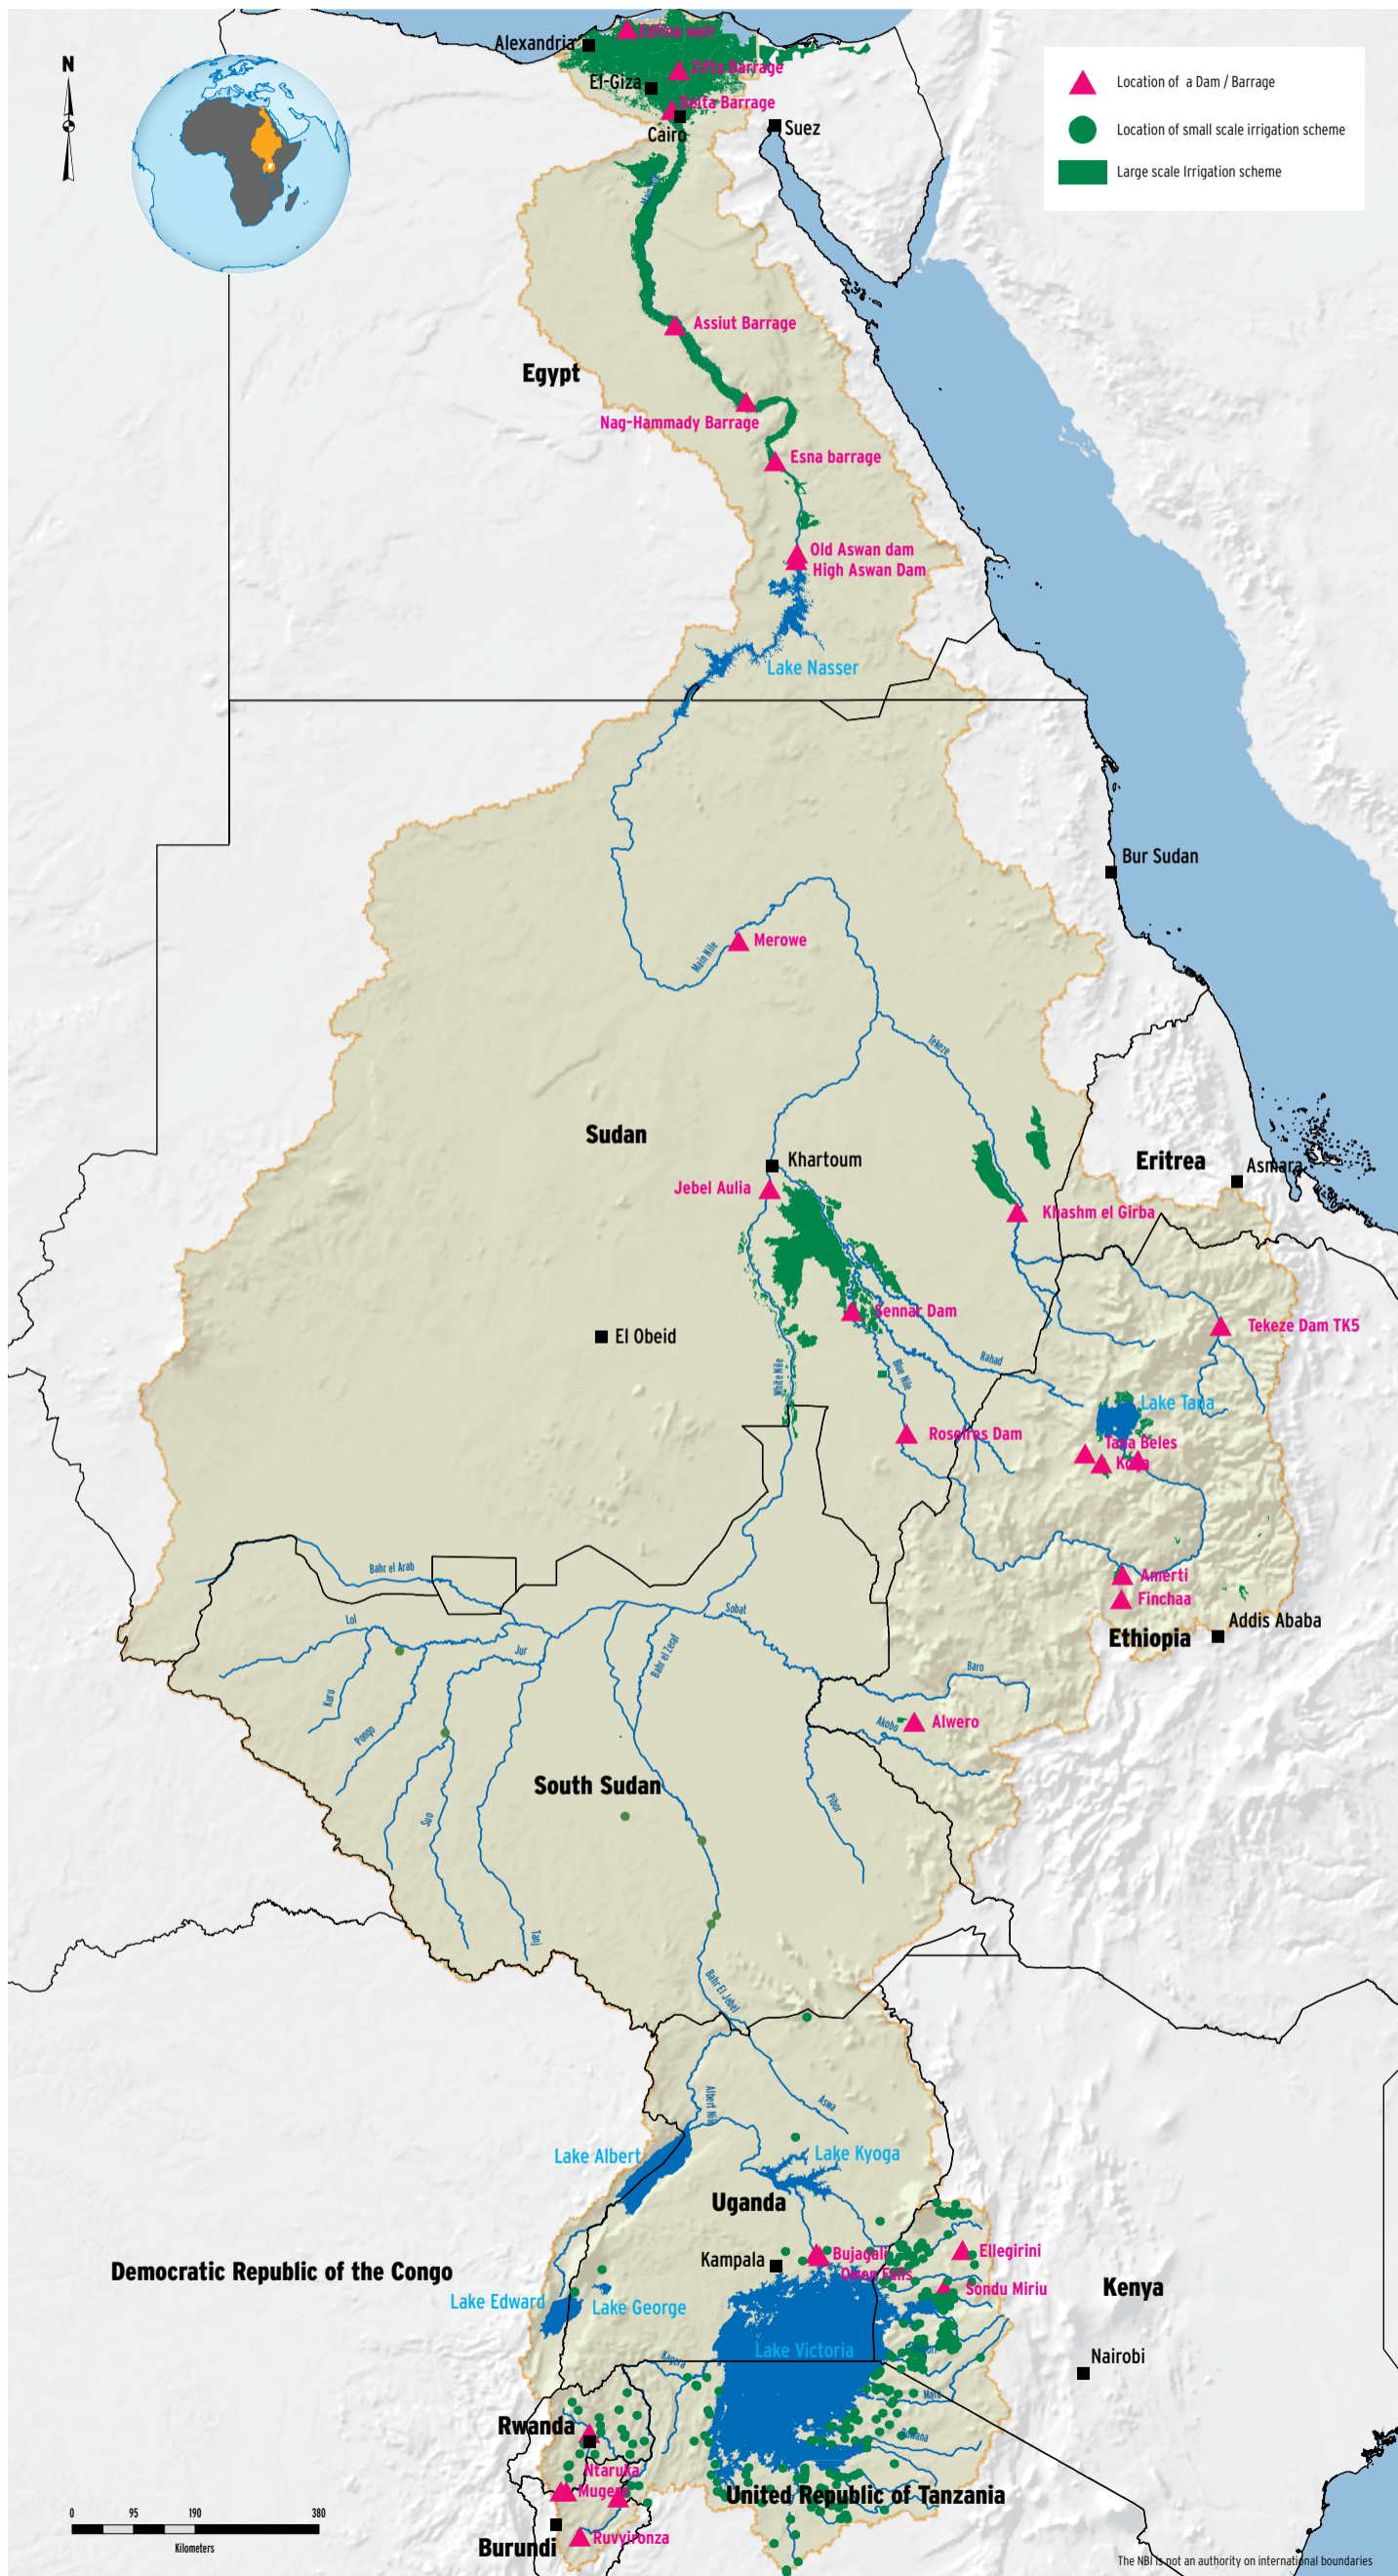 Edfina weir
Alexandria
N
Zifta Barrage
El-Giza
Delta Barrage
Cairo
Suez
Location of a Dam / Barrage
Location of small scale irrigation scheme
Large scale Irrigation scheme
Assiut Barrage
Egypt
Nag-Hammady Barrage
Esna barrage
Old Aswan dam
High Aswan Dam
Lake Nasser
Bur Sudan
Merowe
Main Nile
Tekeze
Sudan
Khartoum
Eritrea
Asmara
Jebel Aulia
Khashm el Girba
Sennar Dam
Tekeze Dam TK5
El Obeid
Rahad
White Nile
Blue Nile
Lake Tana
Roseires Dam
Tana Beles
Koga
Bahr el Arab
Amerti
Finchaa
Lol
Sobat
Addis Ababa
Ethiopia
Jur
Bahr el Zeraf
Baro
Kuru
Pongo
Akobo
Alwero
South Sudan
Pibor
Suo
Tanj
Bahr El Jebel
Albert Nile
Aswa
Lake Albert
Lake Kyoga
Uganda
Bujagali
Ellegirini
Kampala
Owen Falls
Democratic Republic of the Congo
Sondu Miriu
Kenya
Lake Edward
Lake George
Lake Victoria
Nairobi
Kagera
Mara
Rwanda
Ntaruka
Mugere
United Republic of Tanzania
0 95 190 380
Kilometers
Ruvyironza
Burundi
The NBI is not an authority on international boundaries